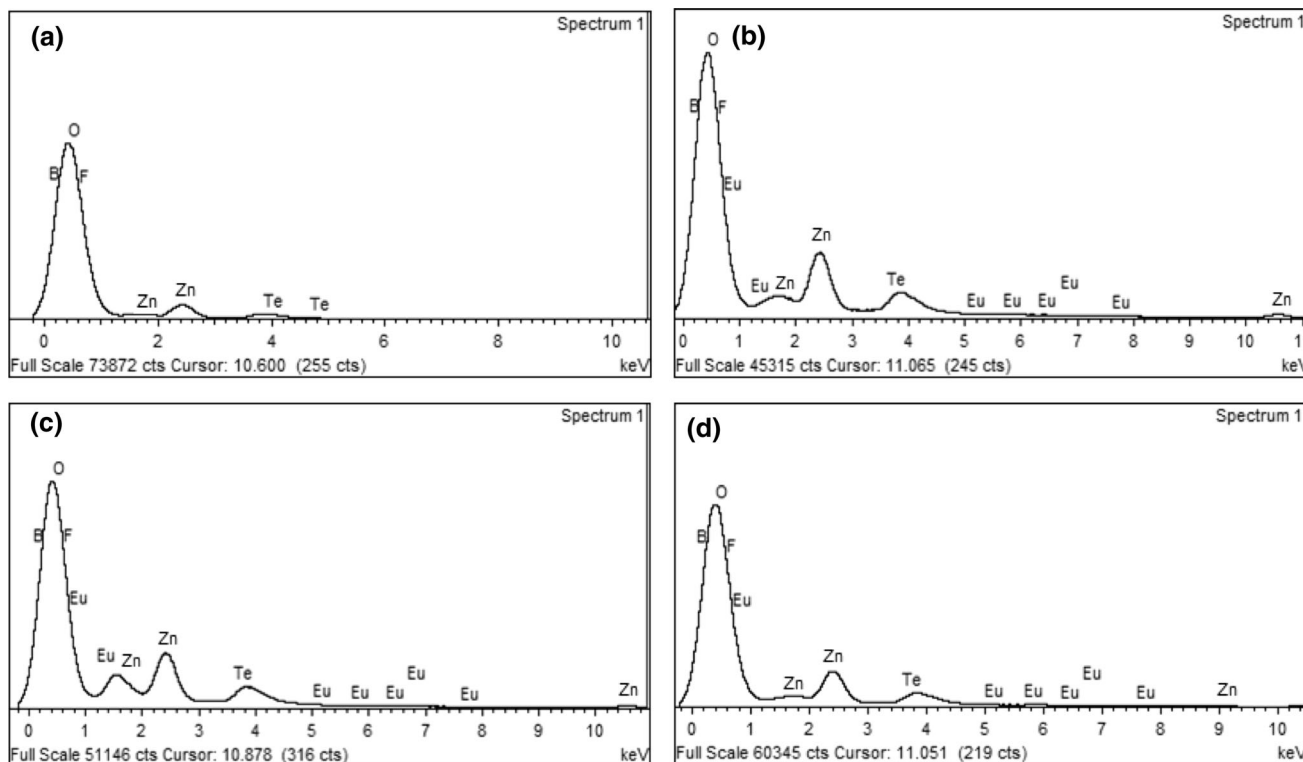 (a)
Spectrum 1
O
B F
Zn Zn Te Te
0 2 4 6 8 10
Full Scale 73872 cts Cursor: 10.600 (255 cts) keV
(b)
Spectrum 1
O
B F
Eu
Zn
Eu Zn Te Eu Eu Eu Eu Eu Zn
0 1 2 3 4 5 6 7 8 9 10 1
Full Scale 45315 cts Cursor: 11.065 (245 cts) keV
(c)
Spectrum 1
O
B F
Eu
Zn
Eu Zn Te Eu Eu Eu Eu Eu Zn
0 1 2 3 4 5 6 7 8 9 10
Full Scale 51146 cts Cursor: 10.878 (316 cts) keV
(d)
Spectrum 1
O
B F
Eu
Zn
Zn Te Eu Eu Eu Eu Eu Zn
0 1 2 3 4 5 6 7 8 9 10
Full Scale 60345 cts Cursor: 11.051 (219 cts) keV